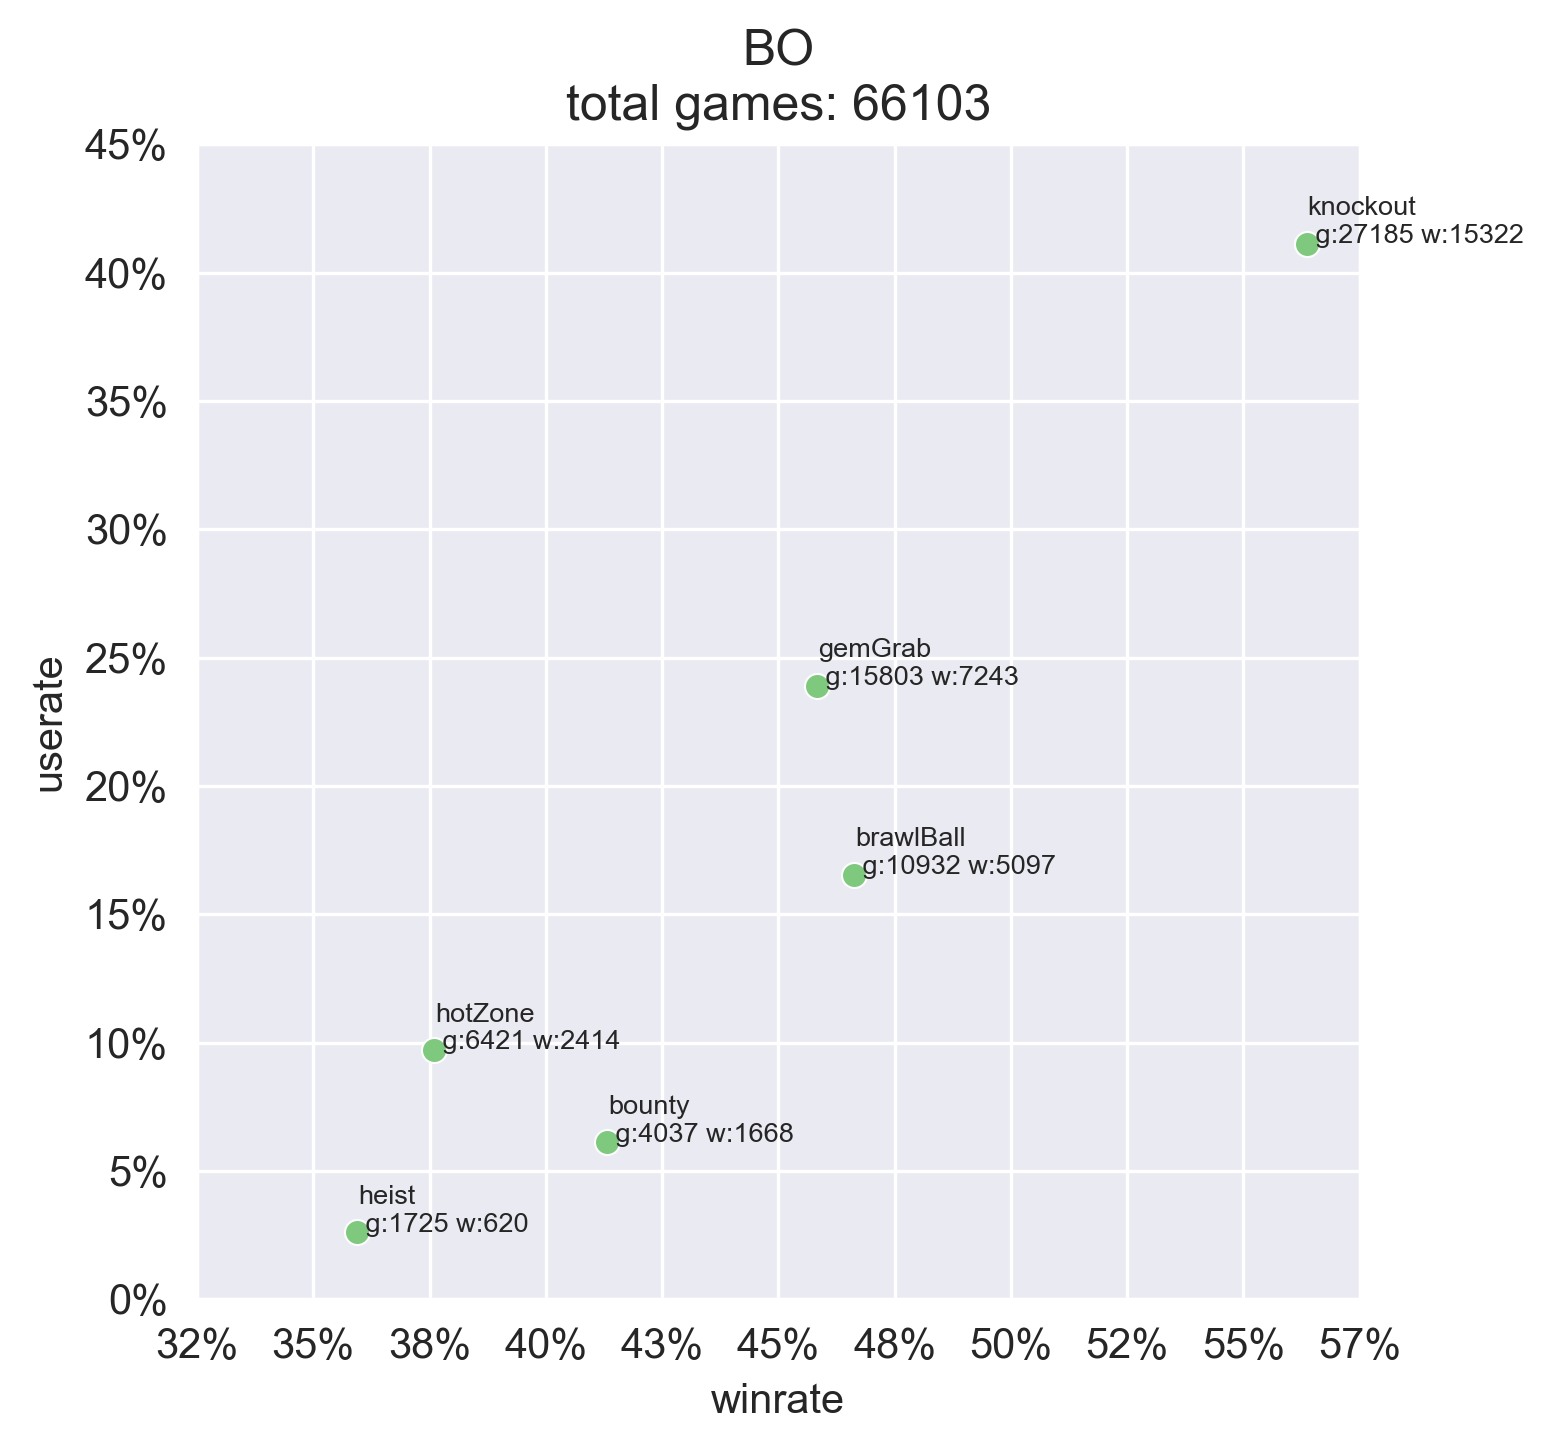 BO
total games: 66103
45%
40%
35%
30%
25%
20%
15%
10%
5%
0%
userate
knockout
g:27185 w:15322
gemGrab
g:15803 w:7243
brawlBall
g:10932 w:5097
hotZone
g:6421 w:2414
bounty
g:4037 w:1668
heist
g:1725 w:620
32% 35% 38% 40% 43% 45% 48% 50% 52% 55% 57%
winrate